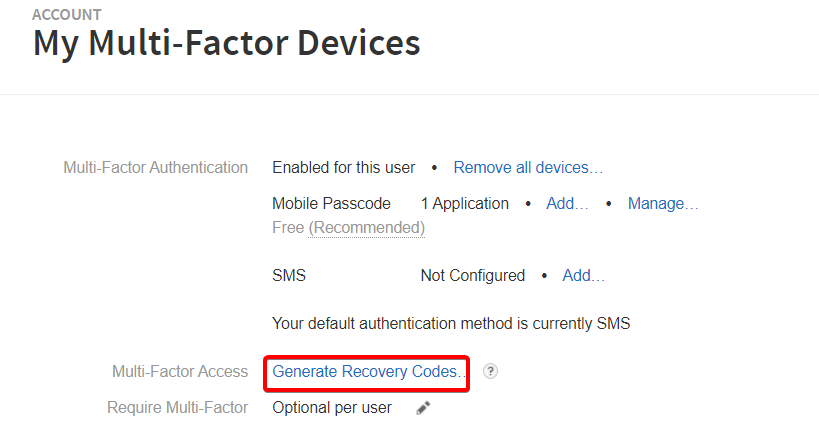 ACCOUNT
My Multi-Factor Devices
Multi-Factor Authentication Enabled for this user • Remove all devices...
Mobile Passcode 1 Application • Add... • Manage...
Free (Recommended)
SMS Not Configured • Add...
Your default authentication method is currently SMS
Multi-Factor Access Generate Recovery Codes... ?
Require Multi-Factor Optional per user